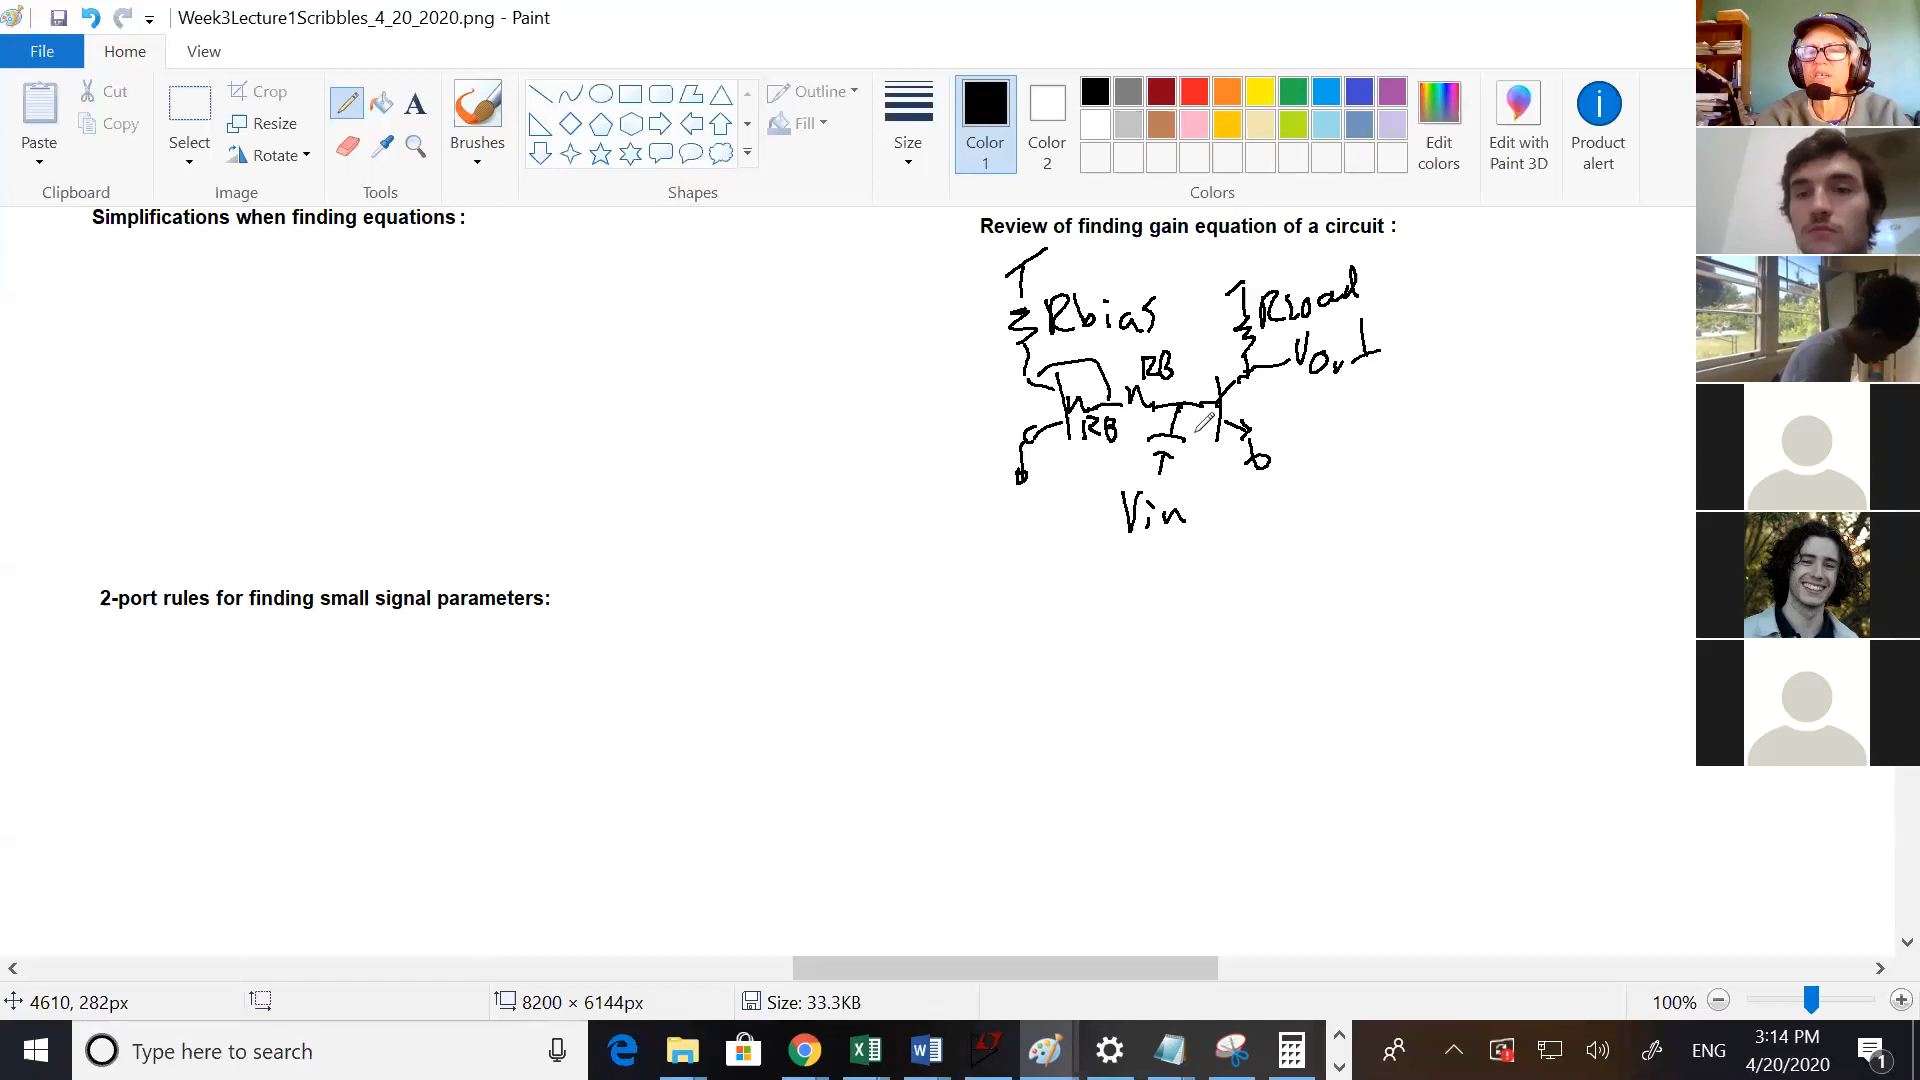 Week3Lecture1Scribbles_4_20_2020.png - Paint
File
Home
View
Paste
Cut
Copy
Clipboard
Select
Crop
Resize
Rotate
Image
A
Tools
Brushes
Shapes
Outline
Fill
Size
Color
1
Color
2
Colors
Edit
colors
Edit with
Paint 3D
Product
alert
Simplifications when finding equations:
Review of finding gain equation of a circuit :
Rbias
RLoad
Vout
RB
RB
Vin
2-port rules for finding small signal parameters:
4610, 282px
8200 × 6144px
Size: 33.3KB
100%
Type here to search
ENG
3:14 PM
4/20/2020
1